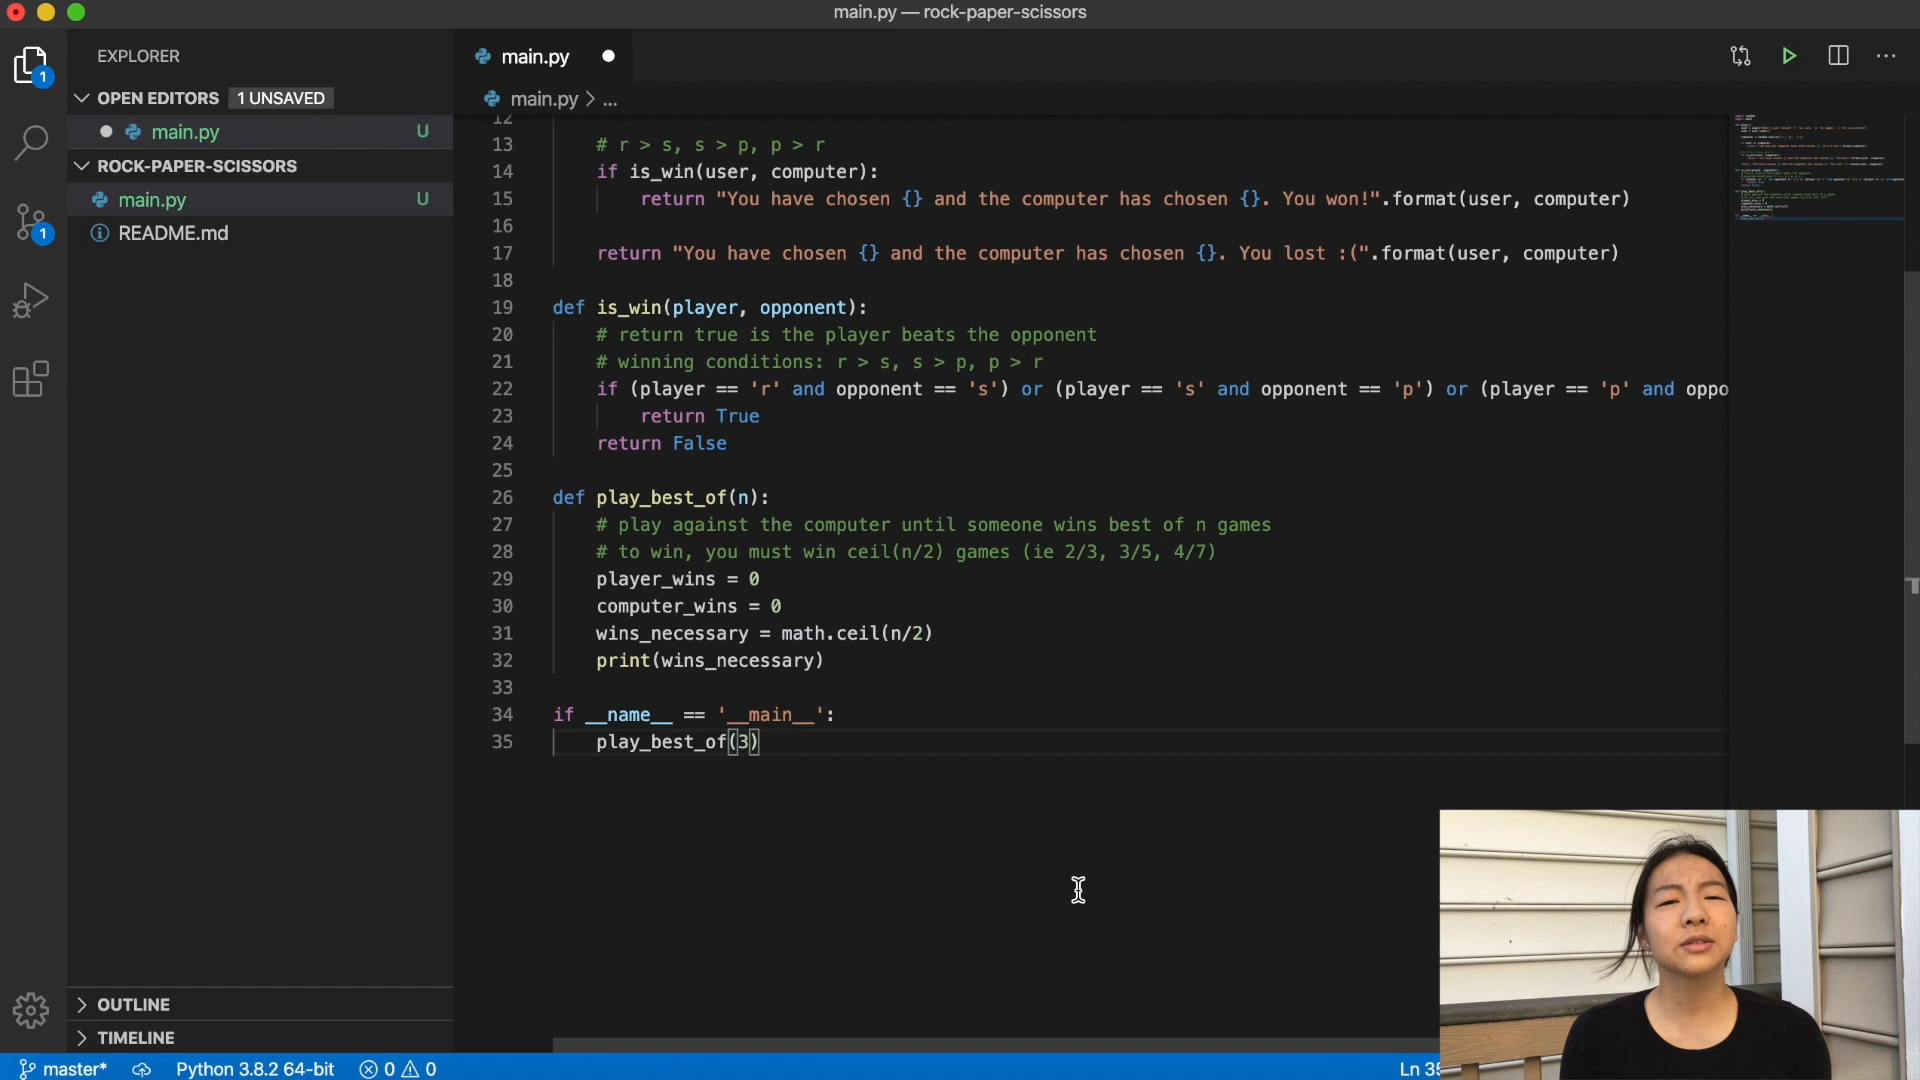 main.py — rock-paper-scissors
EXPLORER
OPEN EDITORS 1 UNSAVED
main.py U
ROCK-PAPER-SCISSORS
main.py U
README.md
OUTLINE
TIMELINE
main.py
main.py > ...
12
13 # r > s, s > p, p > r
14 if is_win(user, computer):
15 return "You have chosen {} and the computer has chosen {}. You won!".format(user, computer)
16
17 return "You have chosen {} and the computer has chosen {}. You lost :(".format(user, computer)
18
19 def is_win(player, opponent):
20 # return true is the player beats the opponent
21 # winning conditions: r > s, s > p, p > r
22 if (player == 'r' and opponent == 's') or (player == 's' and opponent == 'p') or (player == 'p' and oppo
23 return True
24 return False
25
26 def play_best_of(n):
27 # play against the computer until someone wins best of n games
28 # to win, you must win ceil(n/2) games (ie 2/3, 3/5, 4/7)
29 player_wins = 0
30 computer_wins = 0
31 wins_necessary = math.ceil(n/2)
32 print(wins_necessary)
33
34 if __name__ == '__main__':
35 play_best_of(3)
1
1
master* Python 3.8.2 64-bit 0 0 Ln 35